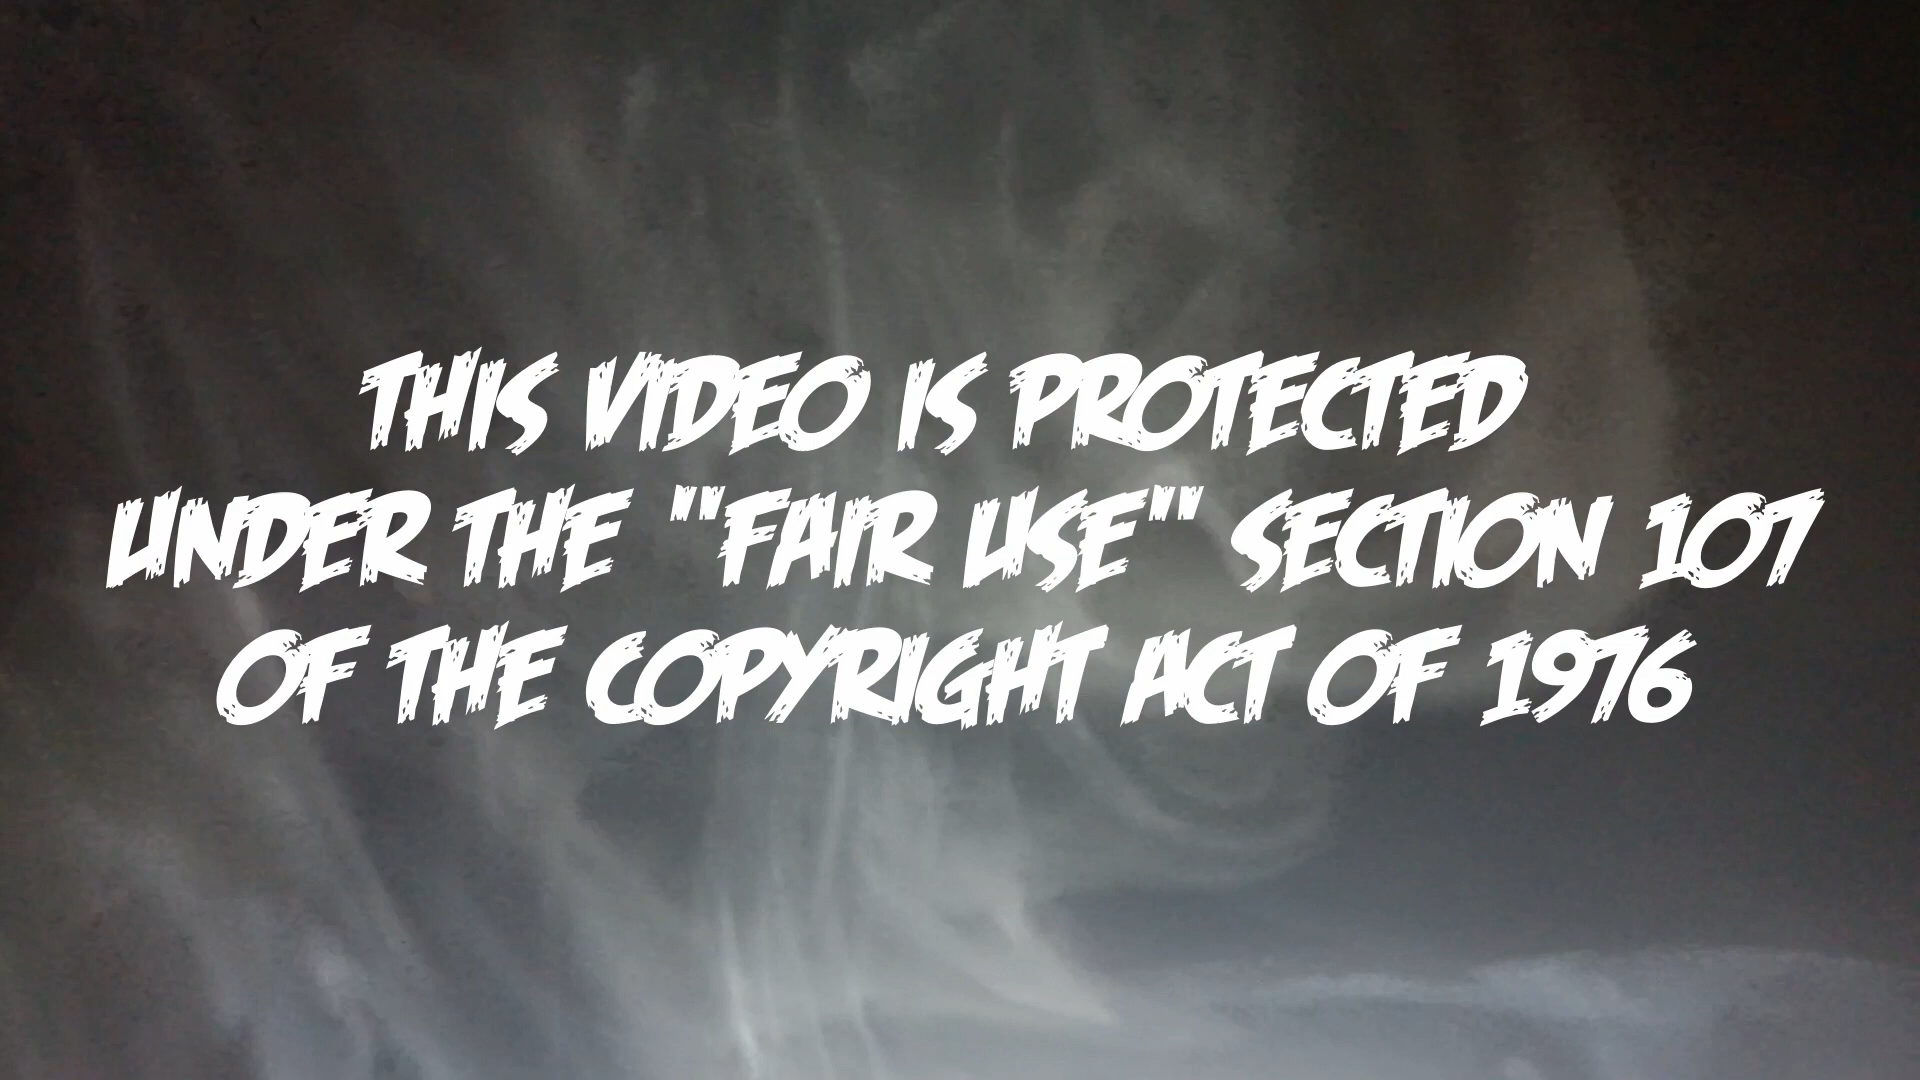 THIS VIDEO IS PROTECTED
UNDER THE "FAIR USE" SECTION 107
OF THE COPYRIGHT ACT OF 1976